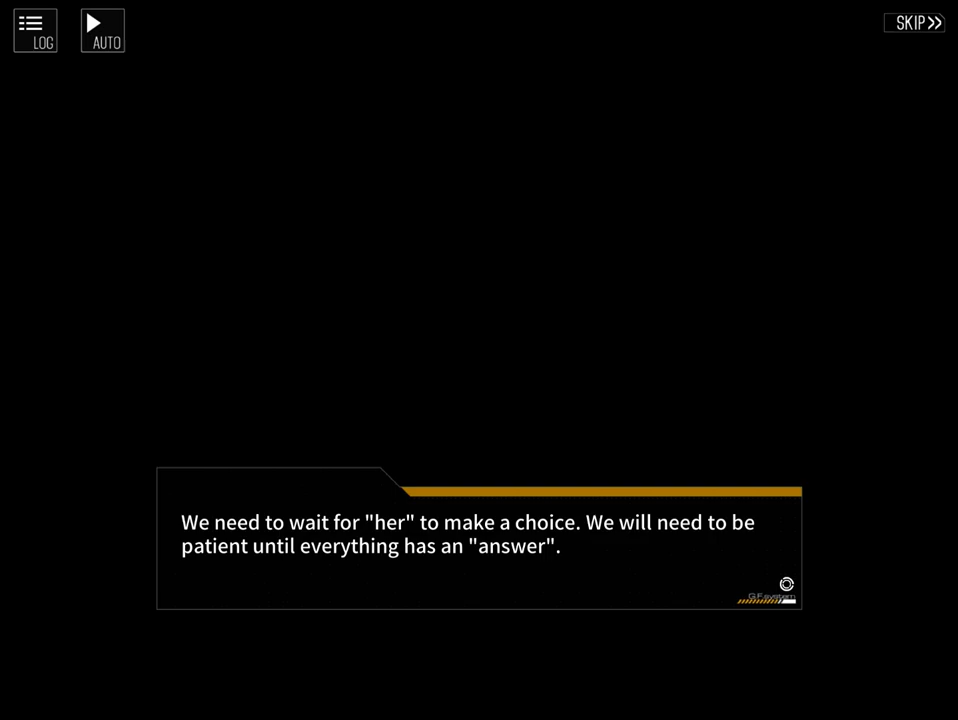 LOG
AUTO
SKIP
We need to wait for "her" to make a choice. We will need to be
patient until everything has an "answer".
G.F.system